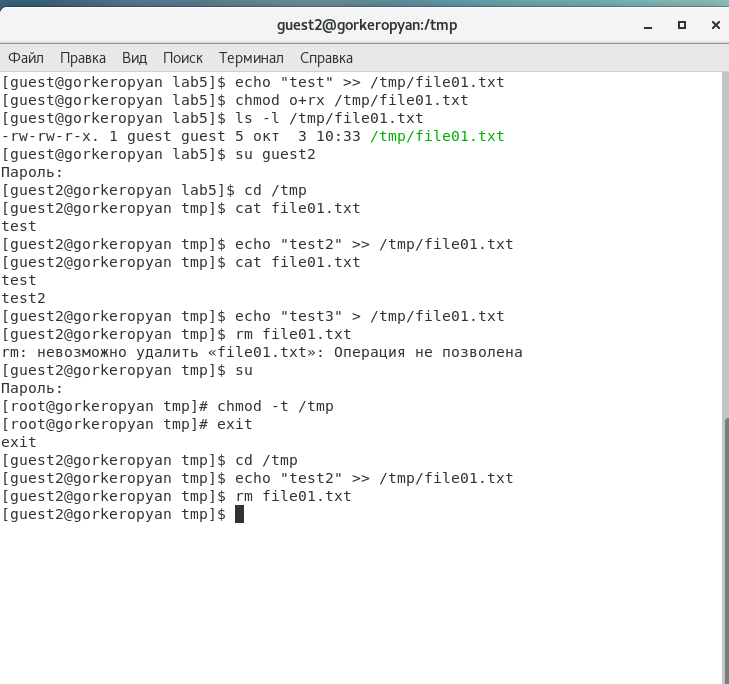 guest2@gorkeropyan:/tmp
Файл Правка Вид Поиск Терминал Справка
[guest@gorkeropyan lab5]$ echo "test" >> /tmp/file01.txt
[guest@gorkeropyan lab5]$ chmod o+rx /tmp/file01.txt
[guest@gorkeropyan lab5]$ ls -l /tmp/file01.txt
-rw-rw-r-x. 1 guest guest 5 окт  3 10:33 /tmp/file01.txt
[guest@gorkeropyan lab5]$ su guest2
Пароль:
[guest2@gorkeropyan lab5]$ cd /tmp
[guest2@gorkeropyan tmp]$ cat file01.txt
test
[guest2@gorkeropyan tmp]$ echo "test2" >> /tmp/file01.txt
[guest2@gorkeropyan tmp]$ cat file01.txt
test
test2
[guest2@gorkeropyan tmp]$ echo "test3" > /tmp/file01.txt
[guest2@gorkeropyan tmp]$ rm file01.txt
rm: невозможно удалить «file01.txt»: Операция не позволена
[guest2@gorkeropyan tmp]$ su
Пароль:
[root@gorkeropyan tmp]# chmod -t /tmp
[root@gorkeropyan tmp]# exit
exit
[guest2@gorkeropyan tmp]$ cd /tmp
[guest2@gorkeropyan tmp]$ echo "test2" >> /tmp/file01.txt
[guest2@gorkeropyan tmp]$ rm file01.txt
[guest2@gorkeropyan tmp]$